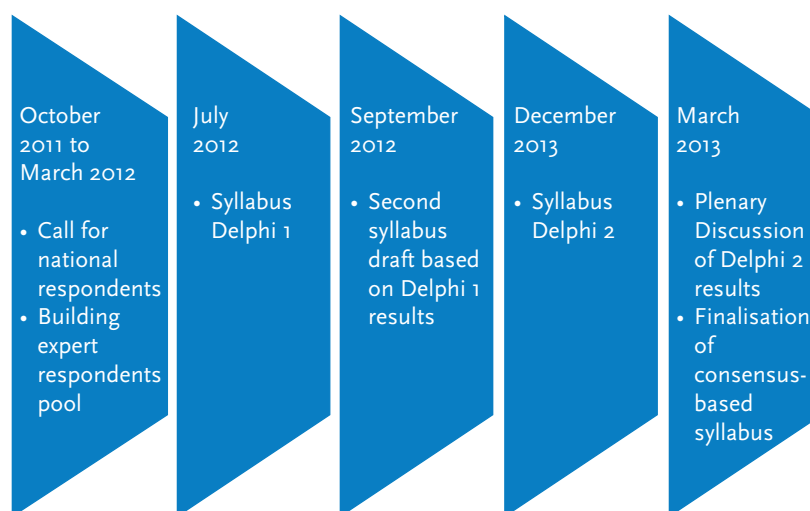 October
2011 to
March 2012
• Call for
national
respondents
• Building
expert
respondents
pool
July
2012
• Syllabus
Delphi 1
September
2012
• Second
syllabus
draft based
on Delphi 1
results
December
2013
• Syllabus
Delphi 2
March
2013
• Plenary
Discussion
of Delphi 2
results
• Finalisation
of
consensus-
based
syllabus